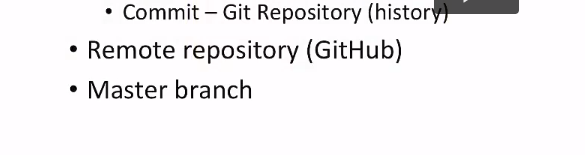 • Commit – Git Repository (history)
• Remote repository (GitHub)
• Master branch